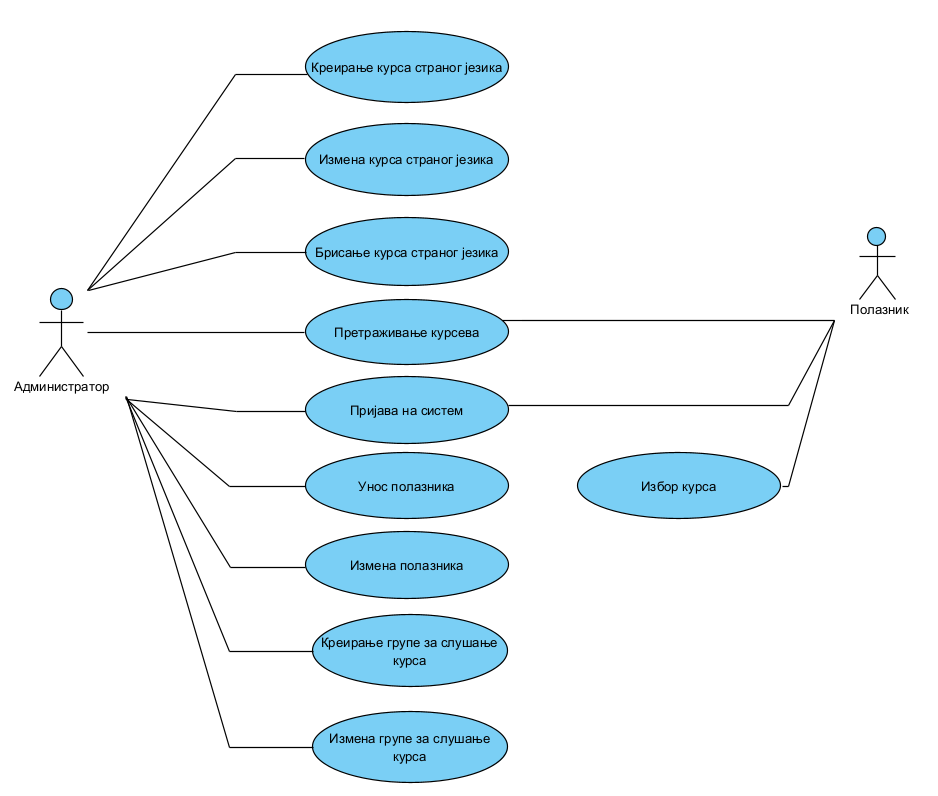 Креирање курса страног језика
Измена курса страног језика
Брисање курса страног језика
Полазник
Претраживање курсева
Администратор
Пријава на систем
Унос полазника
Избор курса
Измена полазника
Креирање групе за слушање
курса
Измена групе за слушање
курса